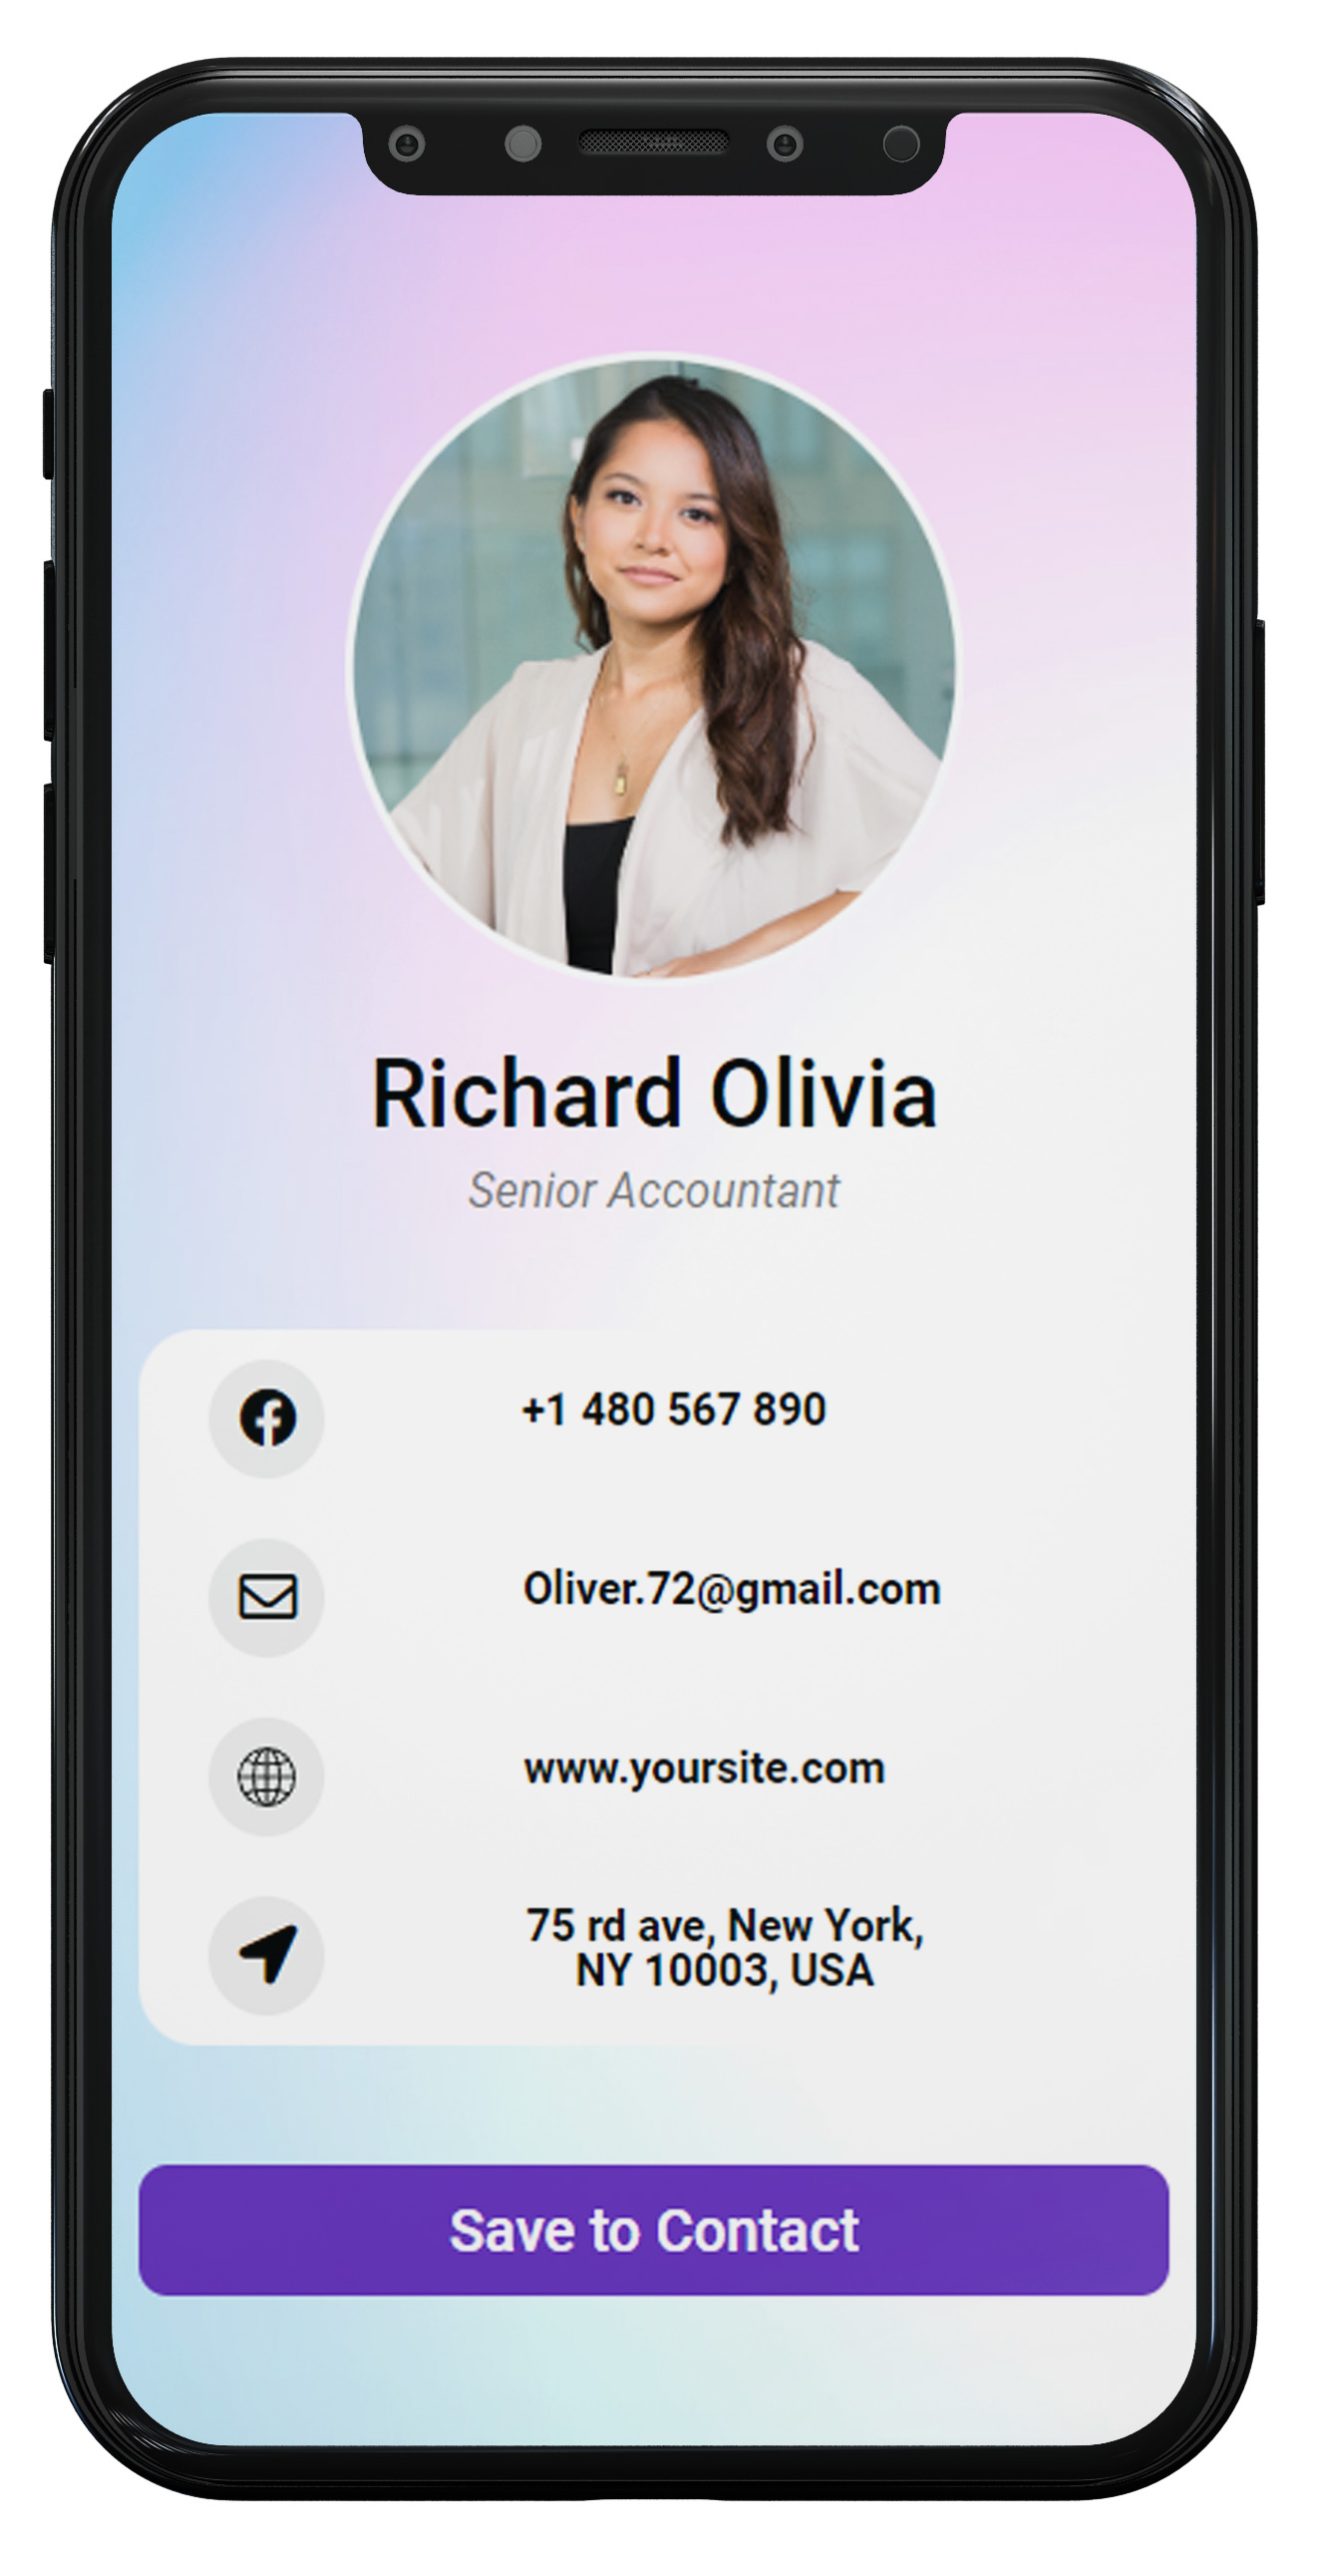 Richard Olivia
Senior Accountant
+1 480 567 890
Oliver.72@gmail.com
www.yoursite.com
75 rd ave, New York,
NY 10003, USA
Save to Contact